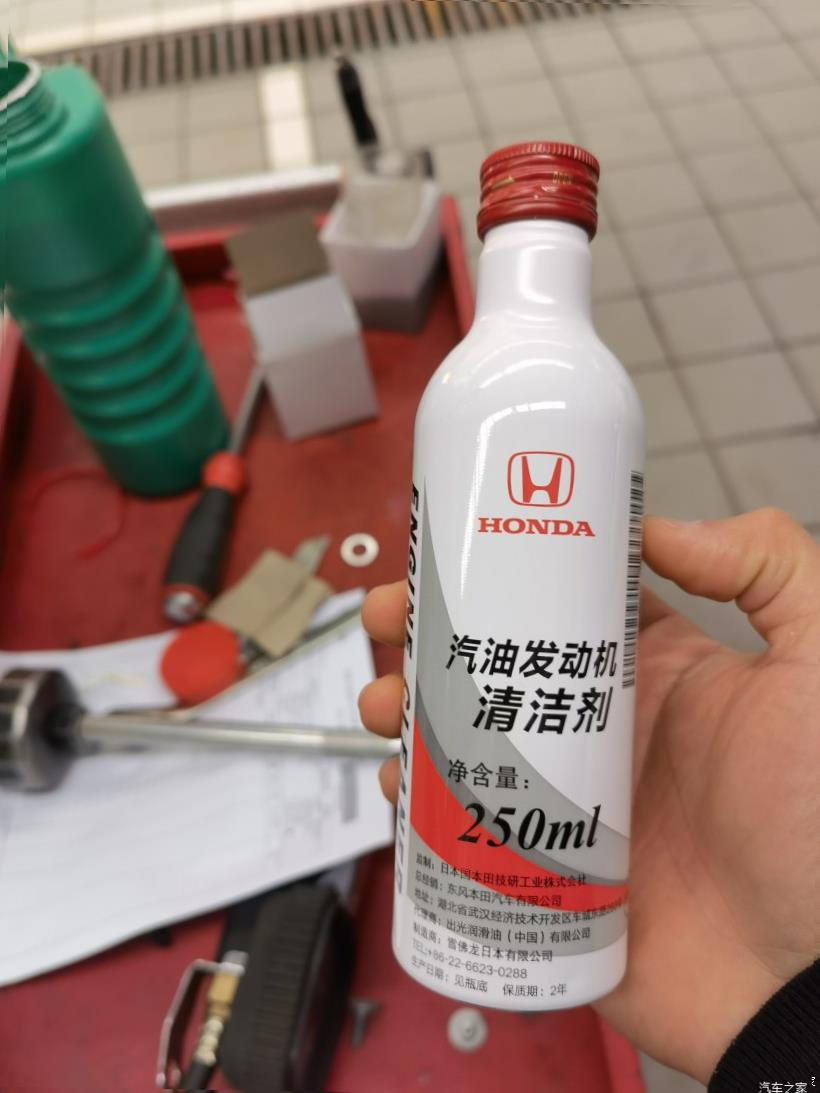 HONDA
ENGINE CLEANER
汽油发动机
清洁剂
净含量：
250ml
监制：日本国本田技研工业株式会社
总经销：东风本田汽车有限公司
地址：湖北省武汉经济技术开发区车城东道
代理商：出光润滑油（中国）有限公司
制造商：雪佛龙日本有限公司
TEL:+86-22-6623-0288
生产日期：见瓶底 保质期：2年
汽车之家